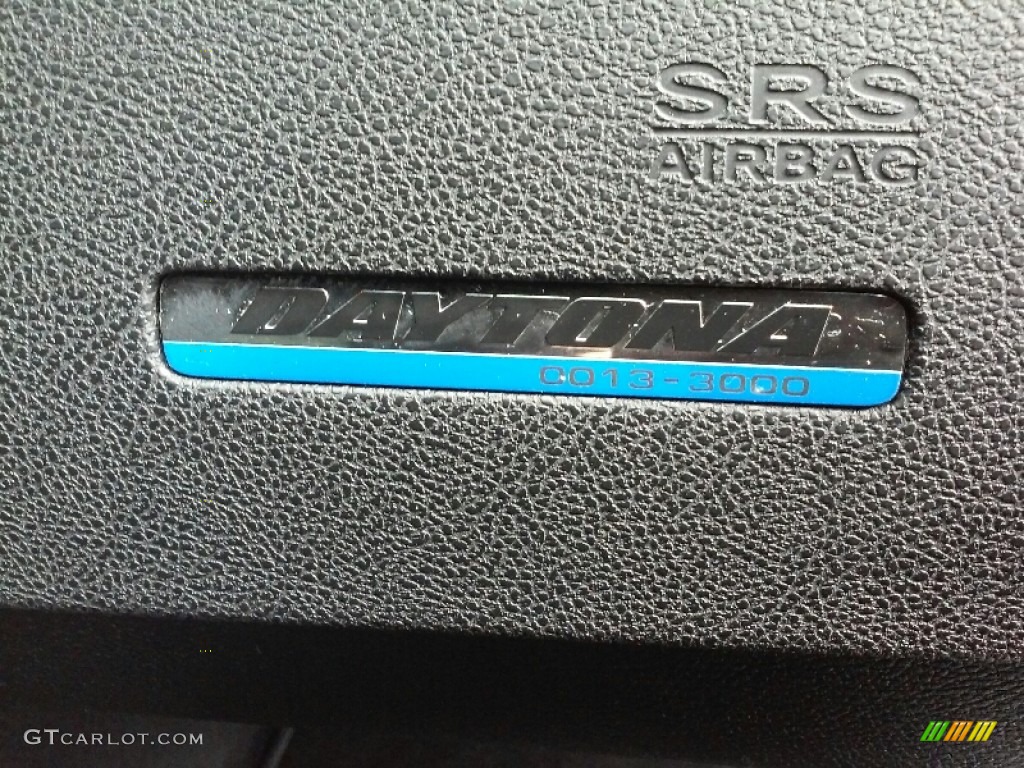 SRS
AIRBAG
DAYTONA
0013-3000
GTCARLOT.COM